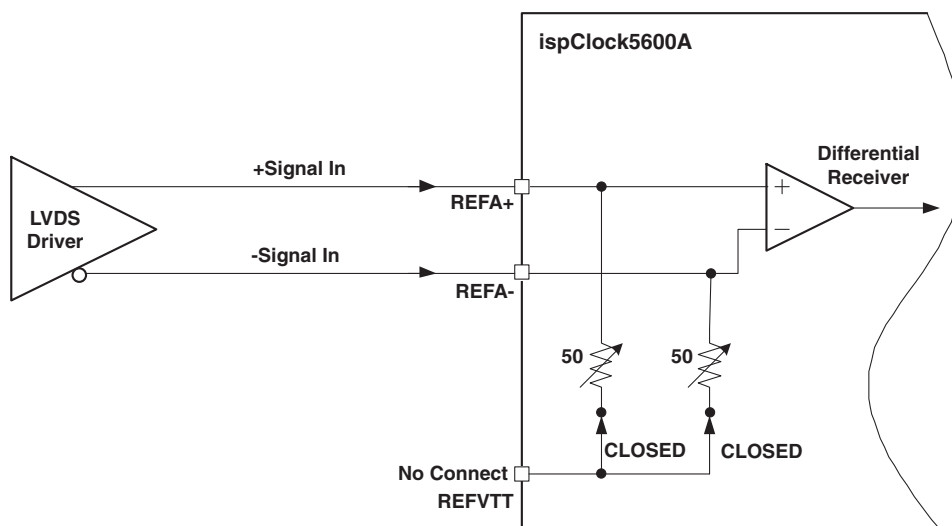 ispClock5600A
+Signal In
REFA+
Differential
Receiver
+
LVDS
Driver
-Signal In
REFA-
–
50
50
CLOSED
CLOSED
No Connect
REFVTT